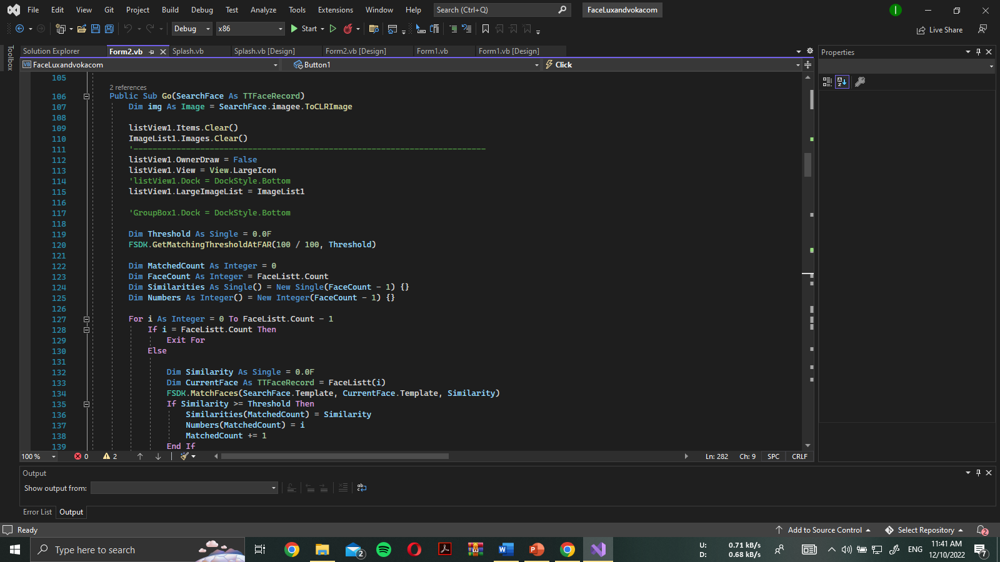 File Edit View Git Project Build Debug Test Analyze Tools Extensions Window Help Search (Ctrl+Q) FaceLuxandvokacom
Debug x86 Start Live Share
Toolbox
Solution Explorer Form2.vb Splash.vb Splash.vb [Design] Form2.vb [Design] Form1.vb Form1.vb [Design] Properties
VB FaceLuxandvokacom Button1 Click
105
2 references
106 Public Sub Go(SearchFace As TTFaceRecord)
107 Dim img As Image = SearchFace.imagee.ToCLRImage
108
109 listView1.Items.Clear()
110 ImageList1.Images.Clear()
111 '--------------------------------------------------------------------------
112 listView1.OwnerDraw = False
113 listView1.View = View.LargeIcon
114 'listView1.Dock = DockStyle.Bottom
115 listView1.LargeImageList = ImageList1
116
117 'GroupBox1.Dock = DockStyle.Bottom
118
119 Dim Threshold As Single = 0.0F
120 FSDK.GetMatchingThresholdAtFAR(100 / 100, Threshold)
121
122 Dim MatchedCount As Integer = 0
123 Dim FaceCount As Integer = FaceListt.Count
124 Dim Similarities As Single() = New Single(FaceCount - 1) {}
125 Dim Numbers As Integer() = New Integer(FaceCount - 1) {}
126
127 For i As Integer = 0 To FaceListt.Count - 1
128 If i = FaceListt.Count Then
129 Exit For
130 Else
131
132 Dim Similarity As Single = 0.0F
133 Dim CurrentFace As TTFaceRecord = FaceListt(i)
134 FSDK.MatchFaces(SearchFace.Template, CurrentFace.Template, Similarity)
135 If Similarity >= Threshold Then
136 Similarities(MatchedCount) = Similarity
137 Numbers(MatchedCount) = i
138 MatchedCount += 1
139 End If
100 % 0 2 Ln: 282 Ch: 9 SPC CRLF
Output
Show output from:
Error List Output
Ready Add to Source Control Select Repository 2
Type here to search 2 U: 0.71 kB/s ENG 11:41 AM
D: 0.68 kB/s 12/10/2022 7